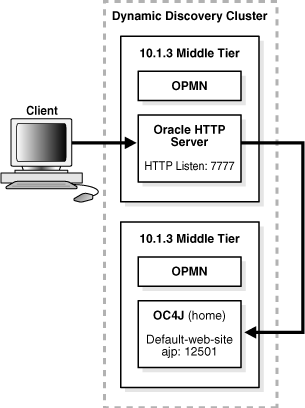 Dynamic Discovery Cluster
10.1.3 Middle Tier
OPMN
Client
Oracle HTTP
Server
HTTP Listen: 7777
10.1.3 Middle Tier
OPMN
OC4J (home)
Default-web-site
ajp: 12501